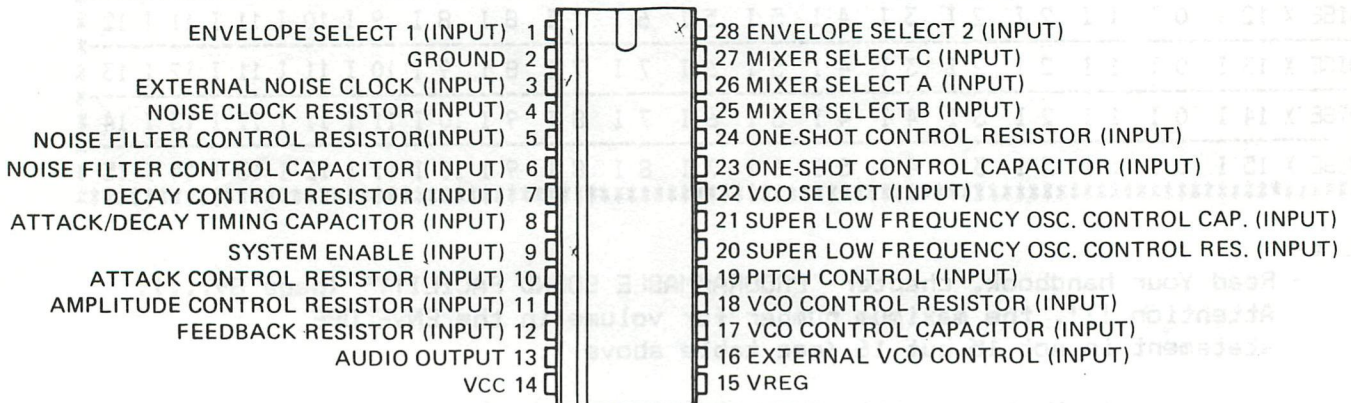 ENVELOPE SELECT 1 (INPUT) 1
GROUND 2
EXTERNAL NOISE CLOCK (INPUT) 3
NOISE CLOCK RESISTOR (INPUT) 4
NOISE FILTER CONTROL RESISTOR(INPUT) 5
NOISE FILTER CONTROL CAPACITOR (INPUT) 6
DECAY CONTROL RESISTOR (INPUT) 7
ATTACK/DECAY TIMING CAPACITOR (INPUT) 8
SYSTEM ENABLE (INPUT) 9
ATTACK CONTROL RESISTOR (INPUT) 10
AMPLITUDE CONTROL RESISTOR (INPUT) 11
FEEDBACK RESISTOR (INPUT) 12
AUDIO OUTPUT 13
VCC 14
28 ENVELOPE SELECT 2 (INPUT)
27 MIXER SELECT C (INPUT)
26 MIXER SELECT A (INPUT)
25 MIXER SELECT B (INPUT)
24 ONE-SHOT CONTROL RESISTOR (INPUT)
23 ONE-SHOT CONTROL CAPACITOR (INPUT)
22 VCO SELECT (INPUT)
21 SUPER LOW FREQUENCY OSC. CONTROL CAP. (INPUT)
20 SUPER LOW FREQUENCY OSC. CONTROL RES. (INPUT)
19 PITCH CONTROL (INPUT)
18 VCO CONTROL RESISTOR (INPUT)
17 VCO CONTROL CAPACITOR (INPUT)
16 EXTERNAL VCO CONTROL (INPUT)
15 VREG